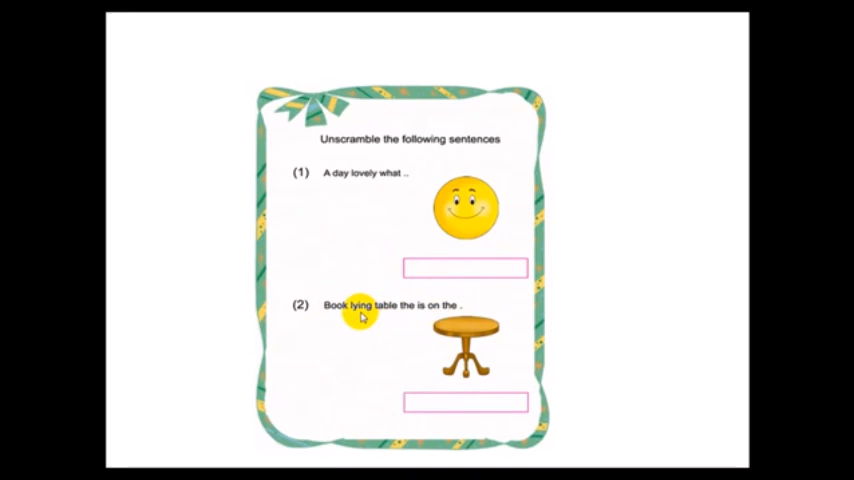 Unscramble the following sentences
(1) A day lovely what ..
(2) Book lying table the is on the .